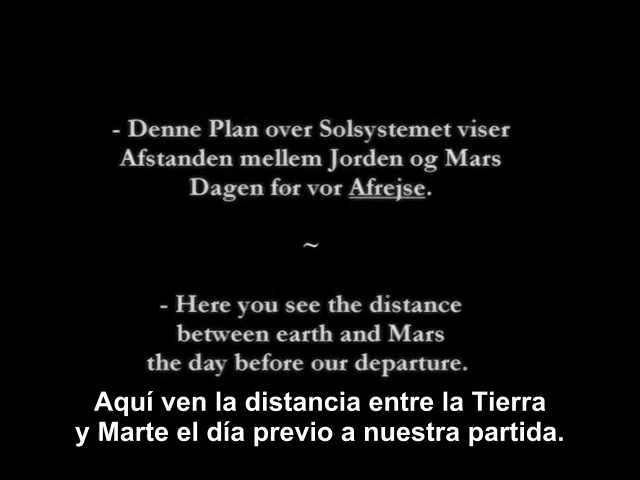 - Denne Plan over Solsystemet viser
Afstanden mellem Jorden og Mars
Dagen før vor Afrejse.
~
- Here you see the distance
between earth and Mars
the day before our departure.
Aquí ven la distancia entre la Tierra
y Marte el día previo a nuestra partida.